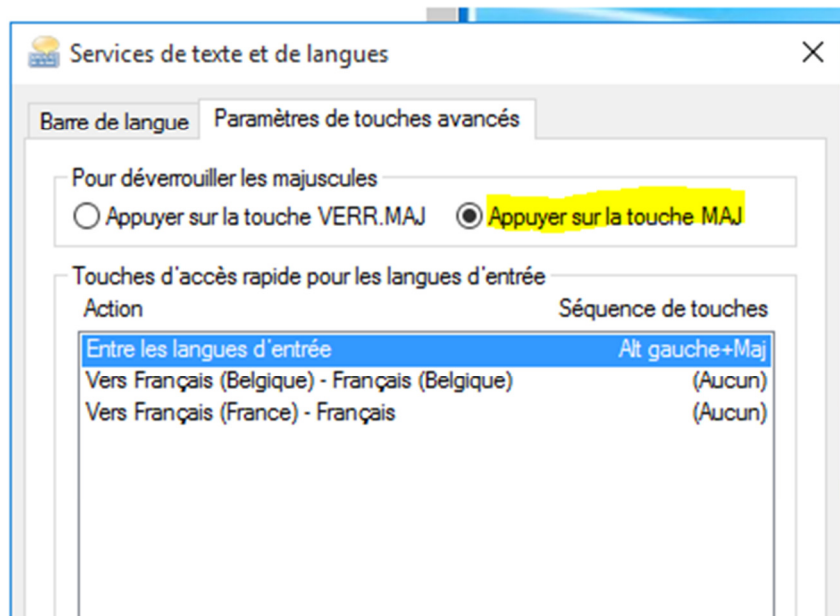 Services de texte et de langues
Barre de langue Paramètres de touches avancés
Pour déverrouiller les majuscules
Appuyer sur la touche VERR.MAJ Appuyer sur la touche MAJ
Touches d'accès rapide pour les langues d'entrée
Action Séquence de touches
Entre les langues d'entrée Alt gauche+Maj
Vers Français (Belgique) - Français (Belgique) (Aucun)
Vers Français (France) - Français (Aucun)